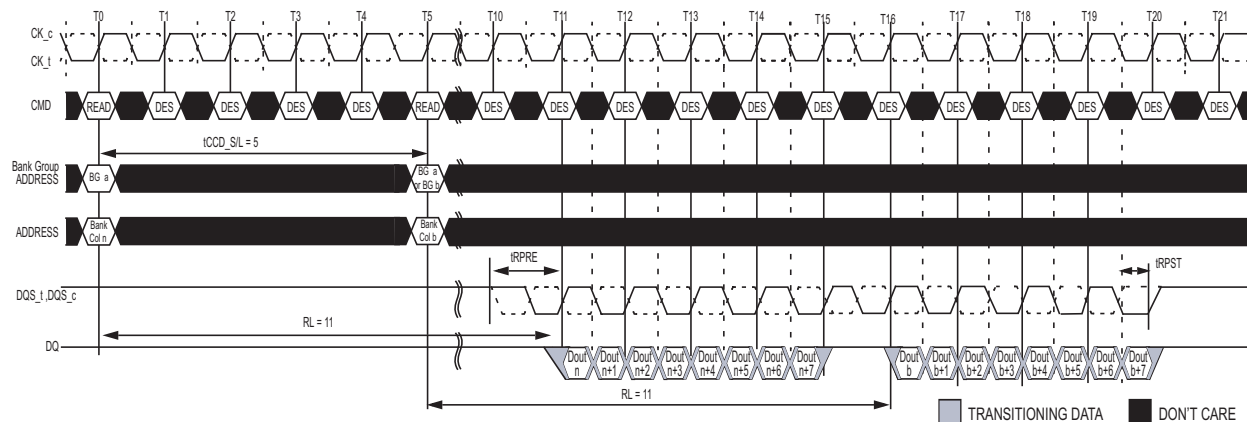 T0 T1 T2 T3 T4 T5 T10 T11 T12 T13 T14 T15 T16 T17 T18 T19 T20 T21
CK_c
CK_t
CMD READ DES DES DES DES READ DES DES DES DES DES DES DES DES DES DES DES DES
tCCD_S/L = 5
Bank Group
ADDRESS
BG a
BG a
or BG b
ADDRESS
Bank
Col n
Bank
Col b
tRPRE
tRPST
DQS_t ,DQS_c
RL = 11
DQ
Dout Dout Dout Dout Dout Dout Dout Dout Dout Dout Dout Dout Dout Dout Dout Dout
n n+1 n+2 n+3 n+4 n+5 n+6 n+7 b b+1 b+2 b+3 b+4 b+5 b+6 b+7
RL = 11
TRANSITIONING DATA DON'T CARE